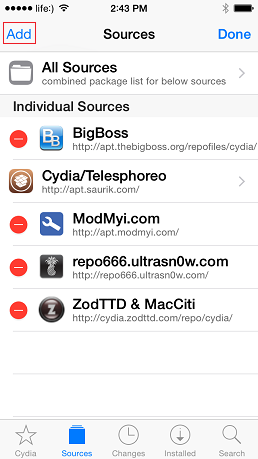 life:) 2:43 PM
Add Sources Done
All Sources
combined package list for below sources
Individual Sources
BigBoss
http://apt.thebigboss.org/repofiles/cydia/
Cydia/Telesphoreo
http://apt.saurik.com/
ModMyi.com
http://apt.modmyi.com/
repo666.ultrasn0w.com
http://repo666.ultrasn0w.com/
ZodTTD & MacCiti
http://cydia.zodttd.com/repo/cydia/
Cydia Sources Changes Installed Search